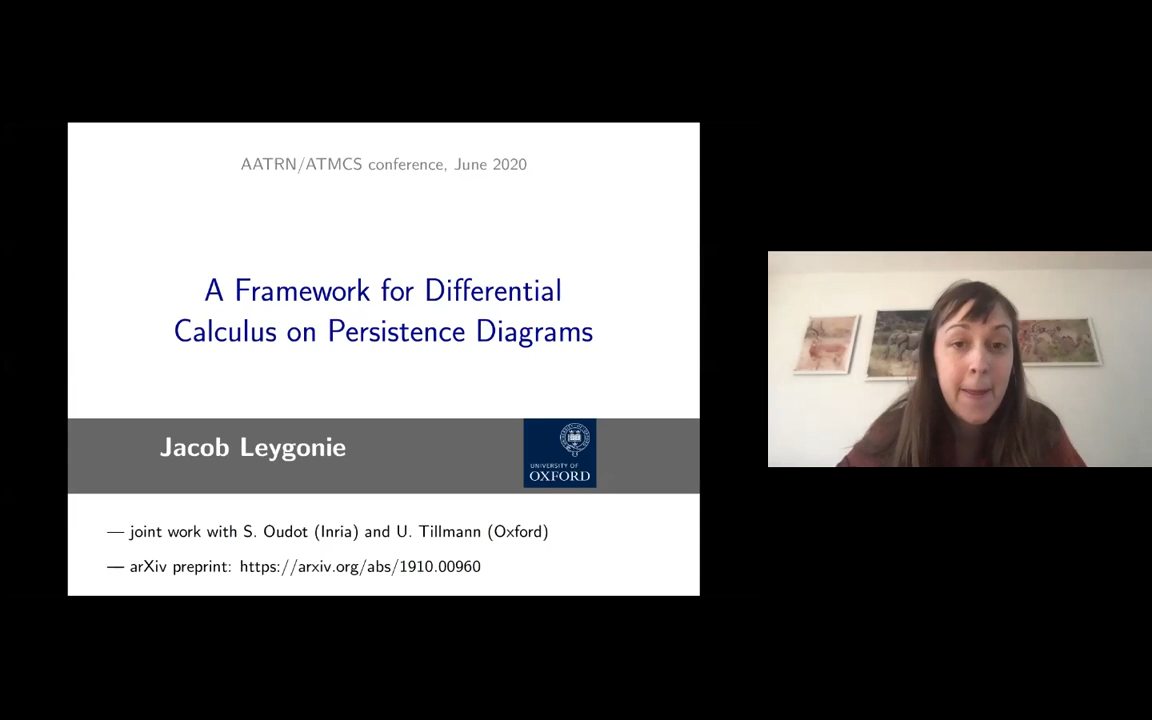 AATRN/ATMCS conference, June 2020
A Framework for Differential
Calculus on Persistence Diagrams
Jacob Leygonie
UNIVERSITY OF
OXFORD
— joint work with S. Oudot (Inria) and U. Tillmann (Oxford)
— arXiv preprint: https://arxiv.org/abs/1910.00960